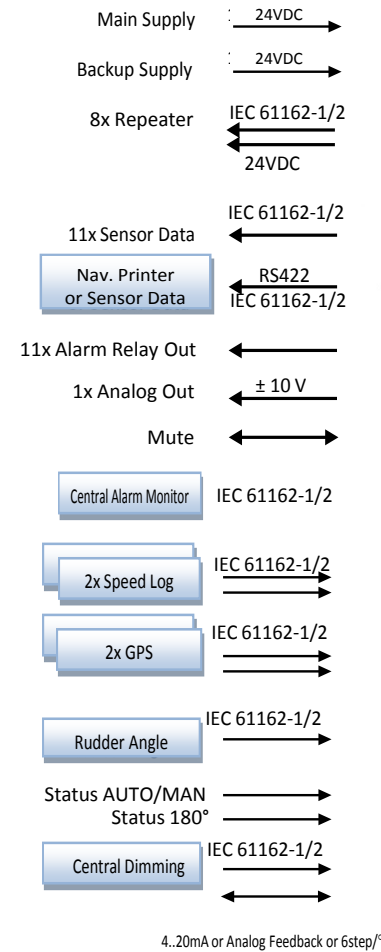 Main Supply 24VDC
Backup Supply 24VDC
8x Repeater IEC 61162-1/2
24VDC
IEC 61162-1/2
11x Sensor Data
Nav. Printer RS422
or Sensor Data IEC 61162-1/2
11x Alarm Relay Out
1x Analog Out ± 10 V
Mute
Central Alarm Monitor IEC 61162-1/2
IEC 61162-1/2
2x Speed Log
IEC 61162-1/2
2x GPS
IEC 61162-1/2
Rudder Angle
Status AUTO/MAN
Status 180°
IEC 61162-1/2
Central Dimming
4..20mA or Analog Feedback or 6step/°